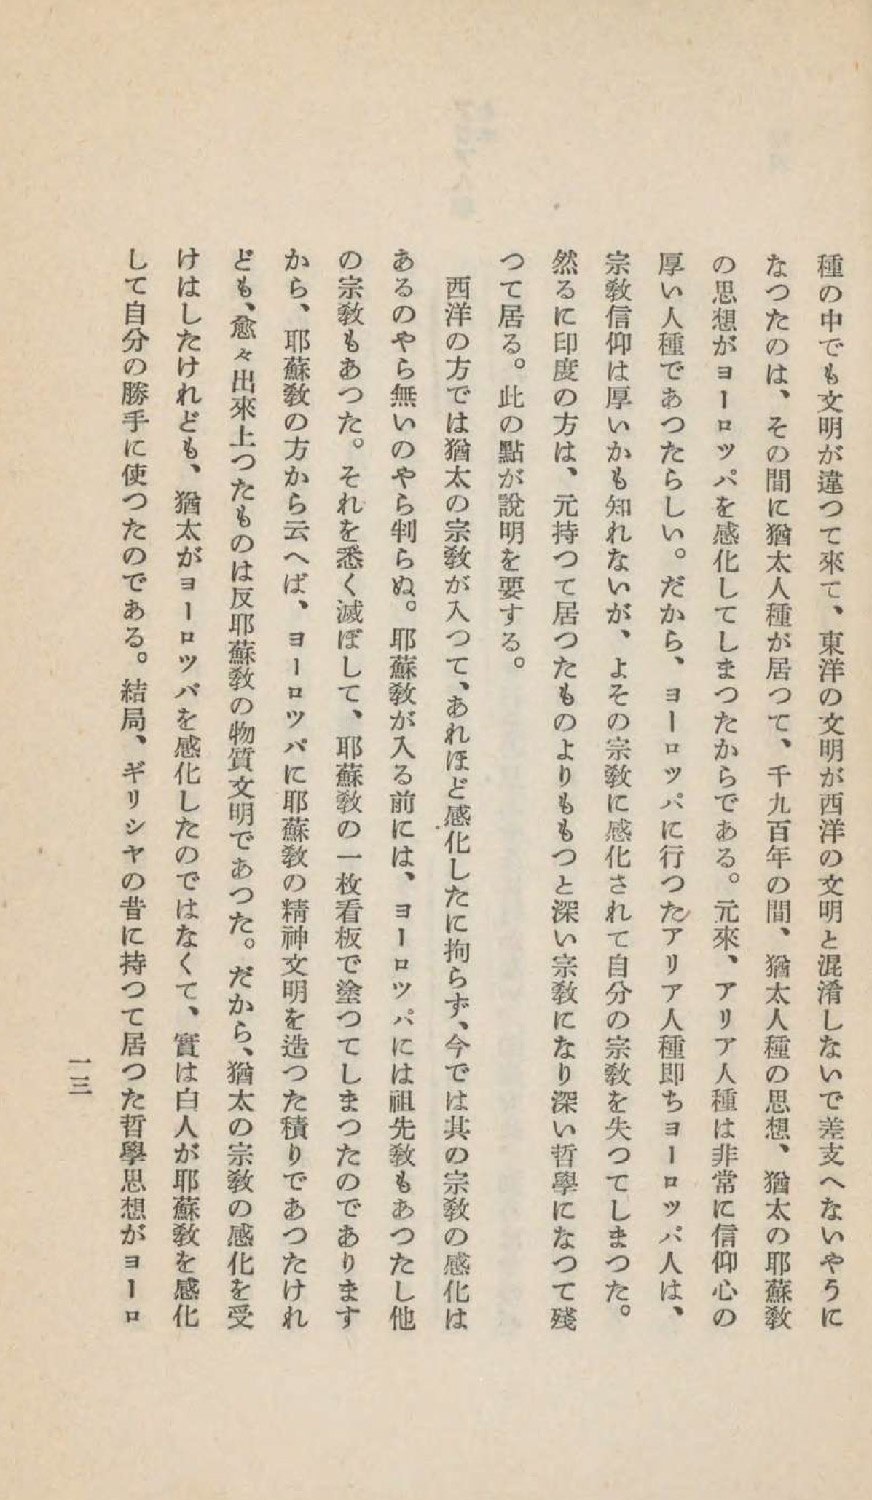 種の中でも文明が違つて來て、東洋の文明が西洋の文明と混淆しないで差支へないやうに
なつたのは、その間に猶太人種が居つて、千九百年の間、猶太人種の思想、猶太の耶蘇敎
の思想がヨーロッパを感化してしまつたからである。元來、アリア人種は非常に信仰心の
厚い人種であつたらしい。だから、ヨーロッパに行つたアリア人種即ちヨーロッパ人は、
宗敎信仰は厚いかも知れないが、よその宗敎に感化されて自分の宗敎を失つてしまつた。
然るに印度の方は、元持つて居つたものよりももつと深い宗敎になり深い哲學になつて殘
つて居る。此の點が說明を要する。
西洋の方では猶太の宗敎が入つて、あれほど感化したに拘らず、今では其の宗敎の感化は
あるのやら無いのやら判らぬ。耶蘇敎が入る前には、ヨーロッパには祖先敎もあつたし他
の宗敎もあつた。それを悉く滅ぼして、耶蘇敎の一枚看板で塗つてしまつたのであります
から、耶蘇敎の方から云へば、ヨーロッパに耶蘇敎の精神文明を造つた積りであつたけれ
ども、愈々出來上つたものは反耶蘇敎の物質文明であつた。だから、猶太の宗敎の感化を受
けはしたけれども、猶太がヨーロッパを感化したのではなくて、實は白人が耶蘇敎を感化
して自分の勝手に使つたのである。結局、ギリシヤの昔に持つて居つた哲學思想がヨーロ
一三